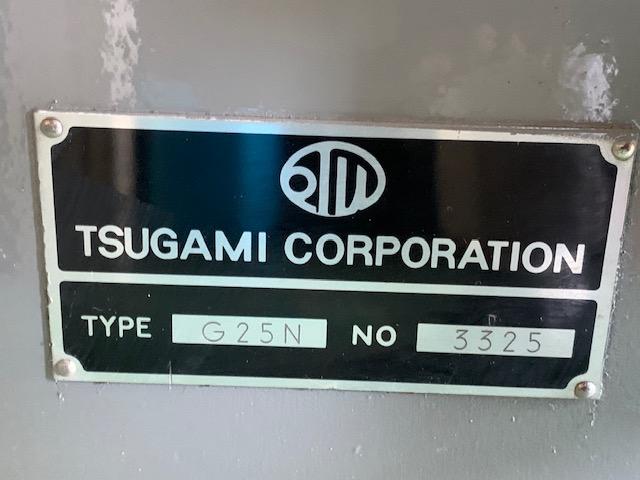 TSUGAMI CORPORATION
TYPE G25N NO 3325